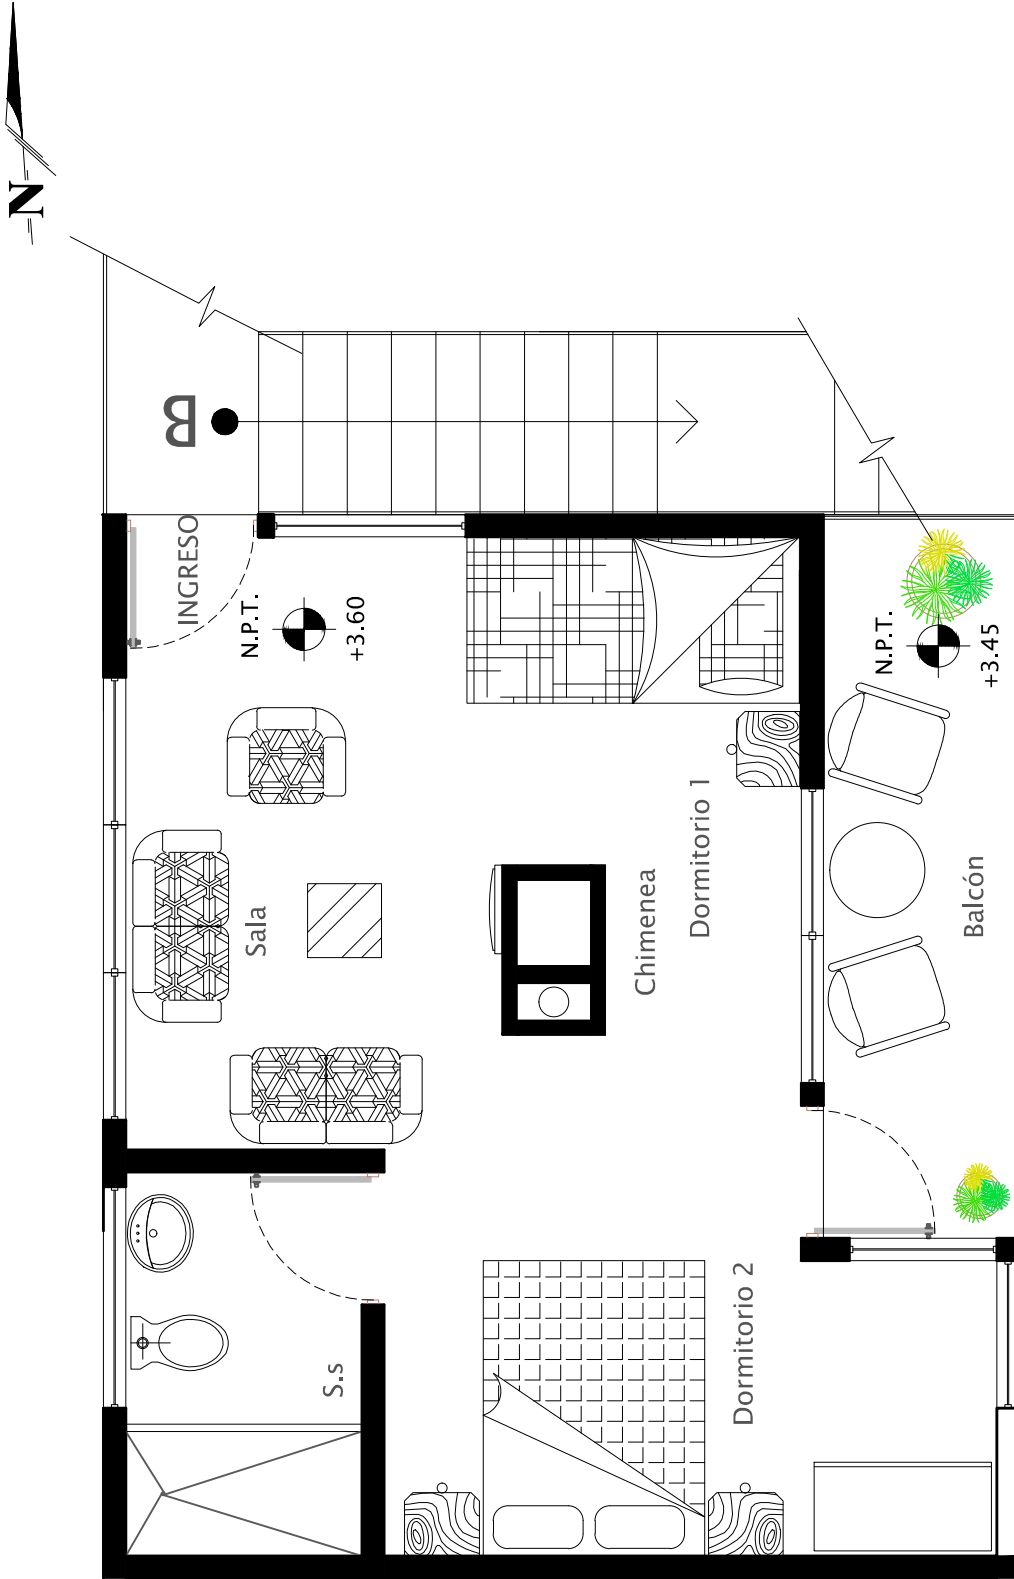 N
B
INGRESO
N.P.T.
+3.60
N.P.T.
+3.45
Sala
Chimenea
Dormitorio 1
Balcón
S.s
Dormitorio 2